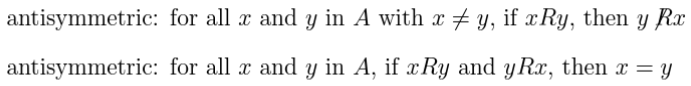 antisymmetric: for all x and y in A with x ≠ y, if xRy, then y R̸x
antisymmetric: for all x and y in A, if xRy and yRx, then x = y